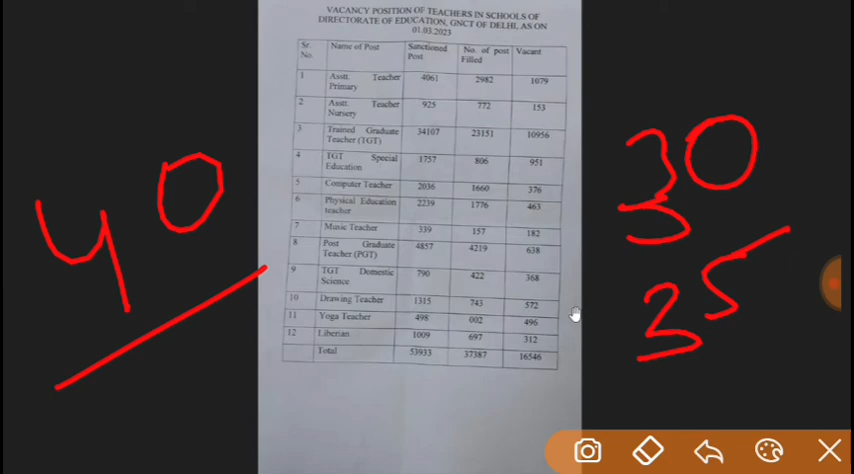 VACANCY POSITION OF TEACHERS IN SCHOOLS OF
DIRECTORATE OF EDUCATION, GNCT OF DELHI, AS ON
01.03.2023
Sr. No. Name of Post Sanctioned Post No. of post Filled Vacant
1 Asstt. Teacher Primary 4061 2982 1079
2 Asstt. Teacher Nursery 925 772 153
3 Trained Graduate Teacher (TGT) 34107 23151 10956
4 TGT Special Education 1757 806 951
5 Computer Teacher 2036 1660 376
6 Physical Education teacher 2239 1776 463
7 Music Teacher 339 157 182
8 Post Graduate Teacher (PGT) 4857 4219 638
9 TGT Domestic Science 790 422 368
10 Drawing Teacher 1315 743 572
11 Yoga Teacher 498 002 496
12 Liberian 1009 697 312
Total 53933 37387 16546
40
30
35